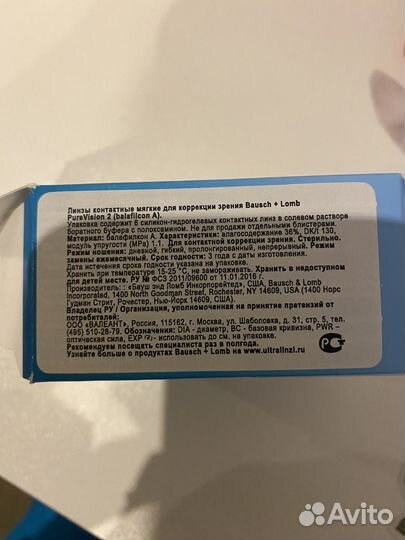 Линзы контактные мягкие для коррекции зрения Bausch + Lomb
PureVision 2 (balafilcon A).
Упаковка содержит 6 силикон-гидрогелевых контактных линз в солевом растворе
боратного буфера с полоксамином. Не для продажи отдельными блистерами.
Материал: балафилкон А. Характеристики: влагосодержание 36%, DK/t 130,
модуль упругости (MPa) 1.1. Для контактной коррекции зрения. Стерильно.
Режим ношения: дневной, гибкий, пролонгированный, непрерывный. Режим
замены ежемесячный. Срок годности: 3 года с даты изготовления.
Дата истечения срока годности указана на упаковке.
Хранить при температуре 15-25 °C, не замораживать. Хранить в недоступном
для детей месте. РУ № ФСЗ 2011/09600 от 11.01.2016 г.
Производитель: «Бауш энд Ломб Инкорпорейтед», США, Bausch & Lomb
Incorporated, 1400 North Goodman Street, Rochester, NY 14609, USA (1400 Норс
Гудман Стрит, Рочестер, Нью-Йорк 14609, США).
Владелец РУ / Организация, уполномоченная на принятие претензий от
потребителей:
ООО «ВАЛЕАНТ», Россия, 115162, г. Москва, ул. Шаболовка, д. 31, стр. 5, тел.
(495) 510-28-79. Обозначения: DIA - диаметр, BC - базовая кривизна, PWR –
оптическая сила, EXP - использовать до см. на упаковке.
Рекомендуем посещать специалиста раз в полгода.
Узнайте больше о продуктах Bausch + Lomb на www.ultralinzi.ru
Avito